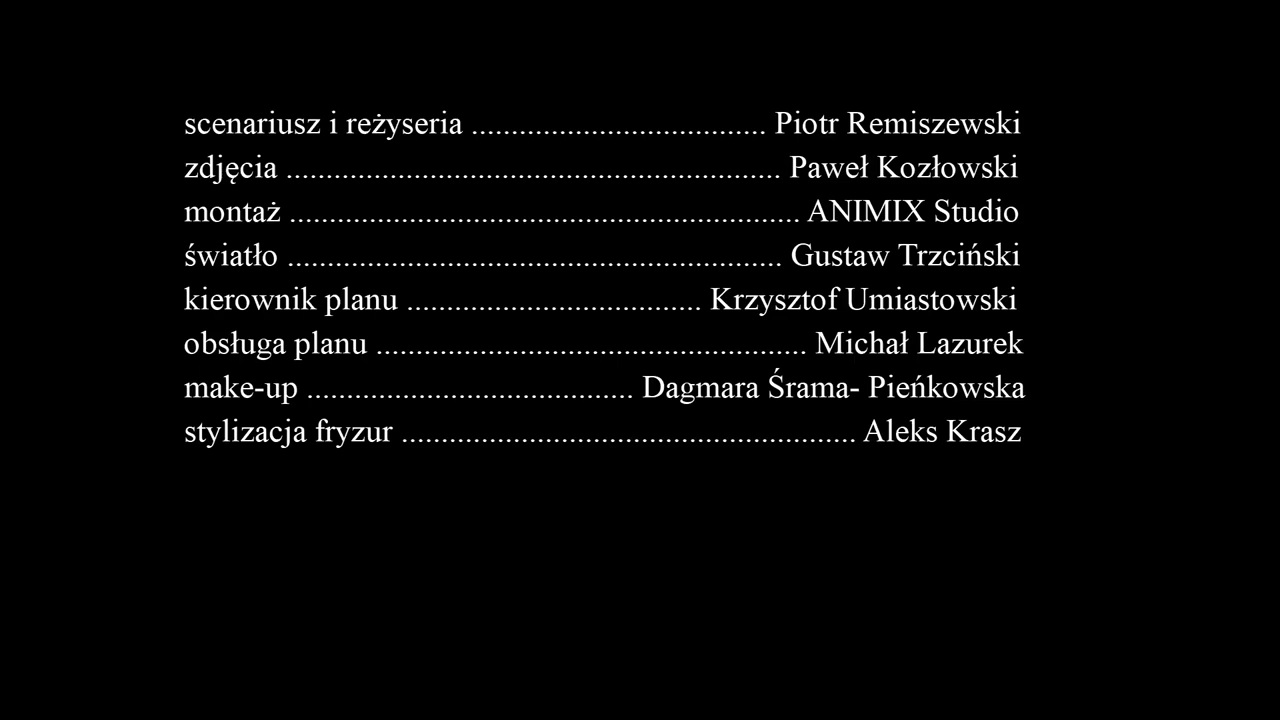 scenariusz i reżyseria ..................................... Piotr Remiszewski
zdjęcia .............................................................. Paweł Kozłowski
montaż ................................................................ ANIMIX Studio
światło .............................................................. Gustaw Trzciński
kierownik planu ..................................... Krzysztof Umiastowski
obsługa planu ...................................................... Michał Lazurek
make-up ......................................... Dagmara Śrama- Pieńkowska
stylizacja fryzur ......................................................... Aleks Krasz